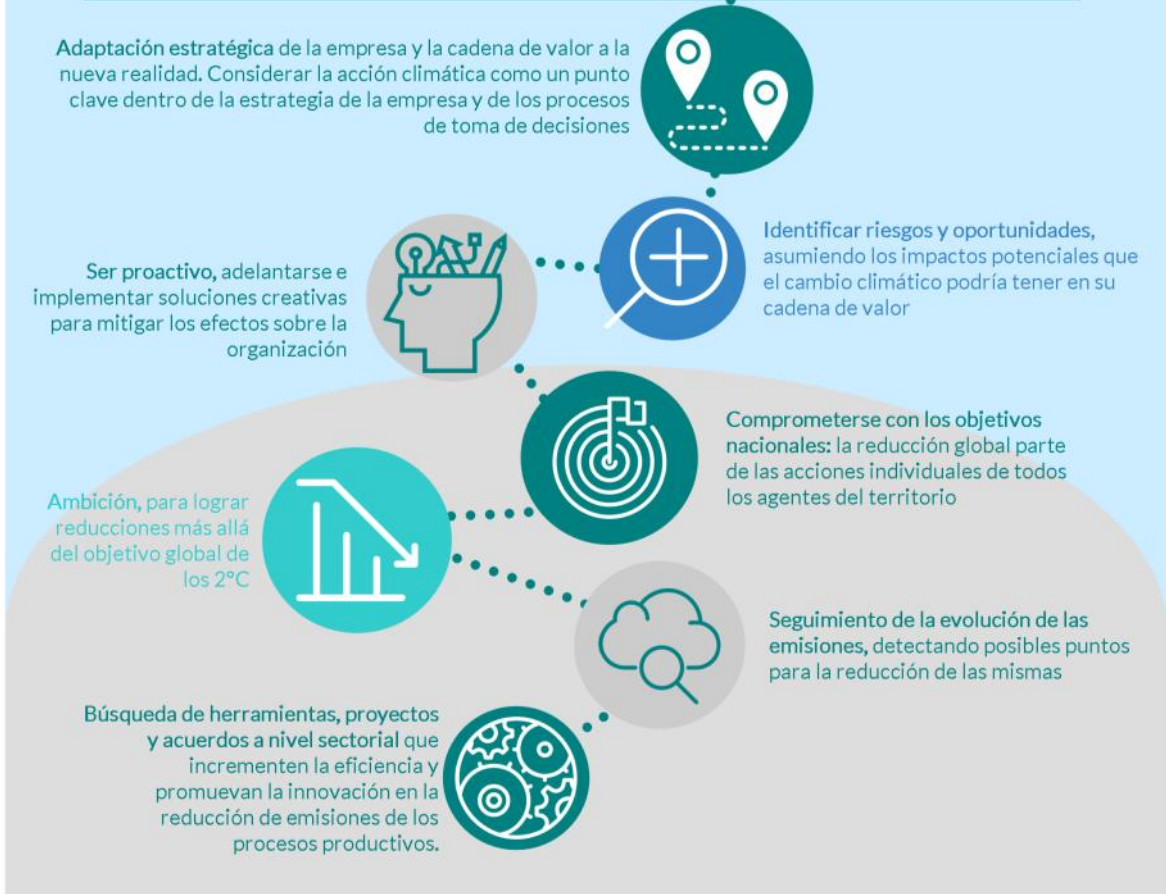 Adaptación estratégica de la empresa y la cadena de valor a la
nueva realidad. Considerar la acción climática como un punto
clave dentro de la estrategia de la empresa y de los procesos
de toma de decisiones
Identificar riesgos y oportunidades,
asumiendo los impactos potenciales que
el cambio climático podría tener en su
cadena de valor
Ser proactivo, adelantarse e
implementar soluciones creativas
para mitigar los efectos sobre la
organización
Comprometerse con los objetivos
nacionales: la reducción global parte
de las acciones individuales de todos
los agentes del territorio
Ambición, para lograr
reducciones más allá
del objetivo global de
los 2°C
Seguimiento de la evolución de las
emisiones, detectando posibles puntos
para la reducción de las mismas
Búsqueda de herramientas, proyectos
y acuerdos a nivel sectorial que
incrementen la eficiencia y
promuevan la innovación en la
reducción de emisiones de los
procesos productivos.